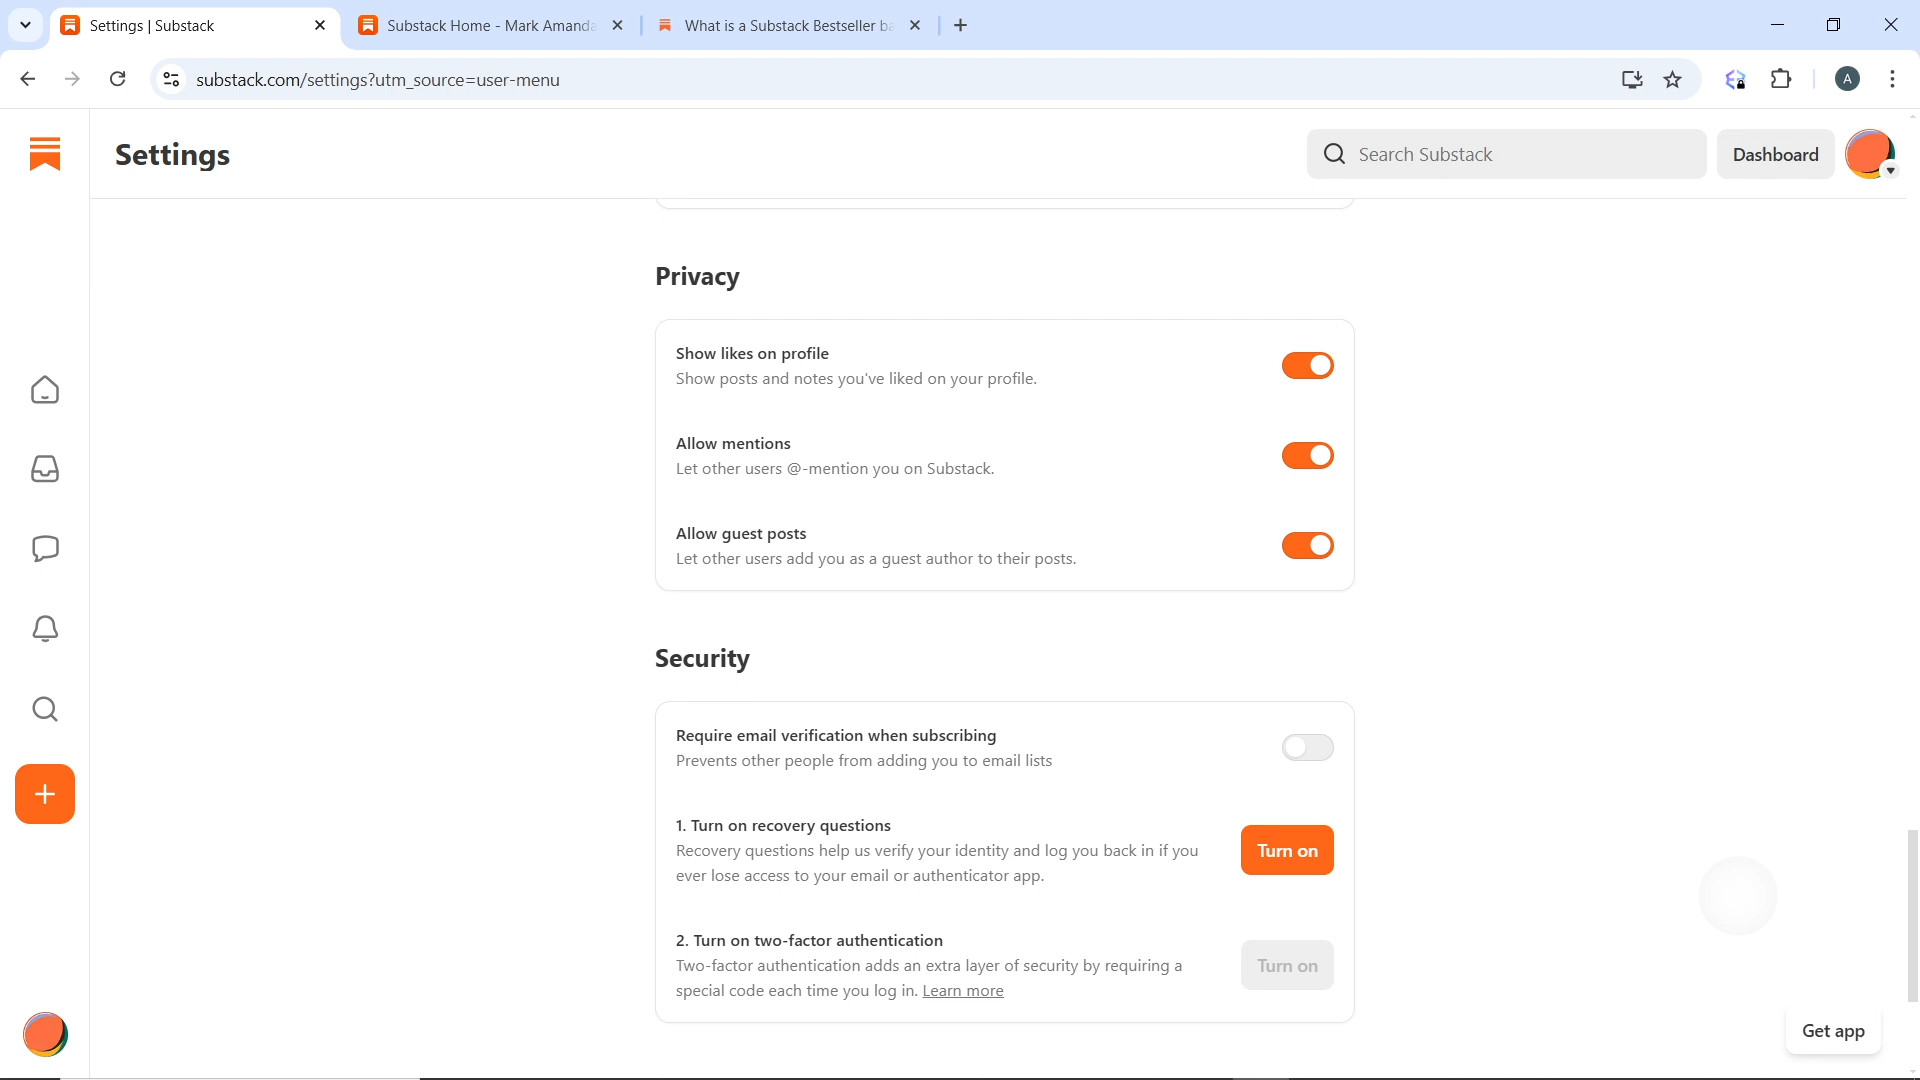 Settings | Substack
Substack Home - Mark Amanda
What is a Substack Bestseller ba
substack.com/settings?utm_source=user-menu
A
Settings
Search Substack
Dashboard
Privacy
Show likes on profile
Show posts and notes you've liked on your profile.
Allow mentions
Let other users @-mention you on Substack.
Allow guest posts
Let other users add you as a guest author to their posts.
Security
Require email verification when subscribing
Prevents other people from adding you to email lists
1. Turn on recovery questions
Recovery questions help us verify your identity and log you back in if you
ever lose access to your email or authenticator app.
Turn on
2. Turn on two-factor authentication
Two-factor authentication adds an extra layer of security by requiring a
special code each time you log in. Learn more
Turn on
Get app